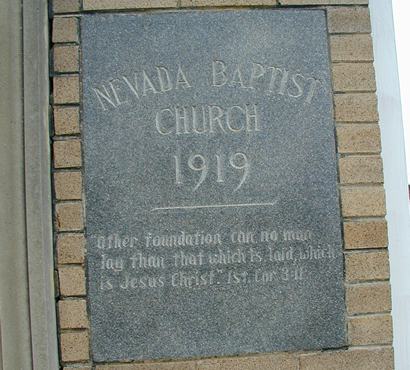 NEVADA BAPTIST
CHURCH
1919
"Other foundation can no man
lay than that which is laid, which
is Jesus Christ." 1st. Cor. 3-11